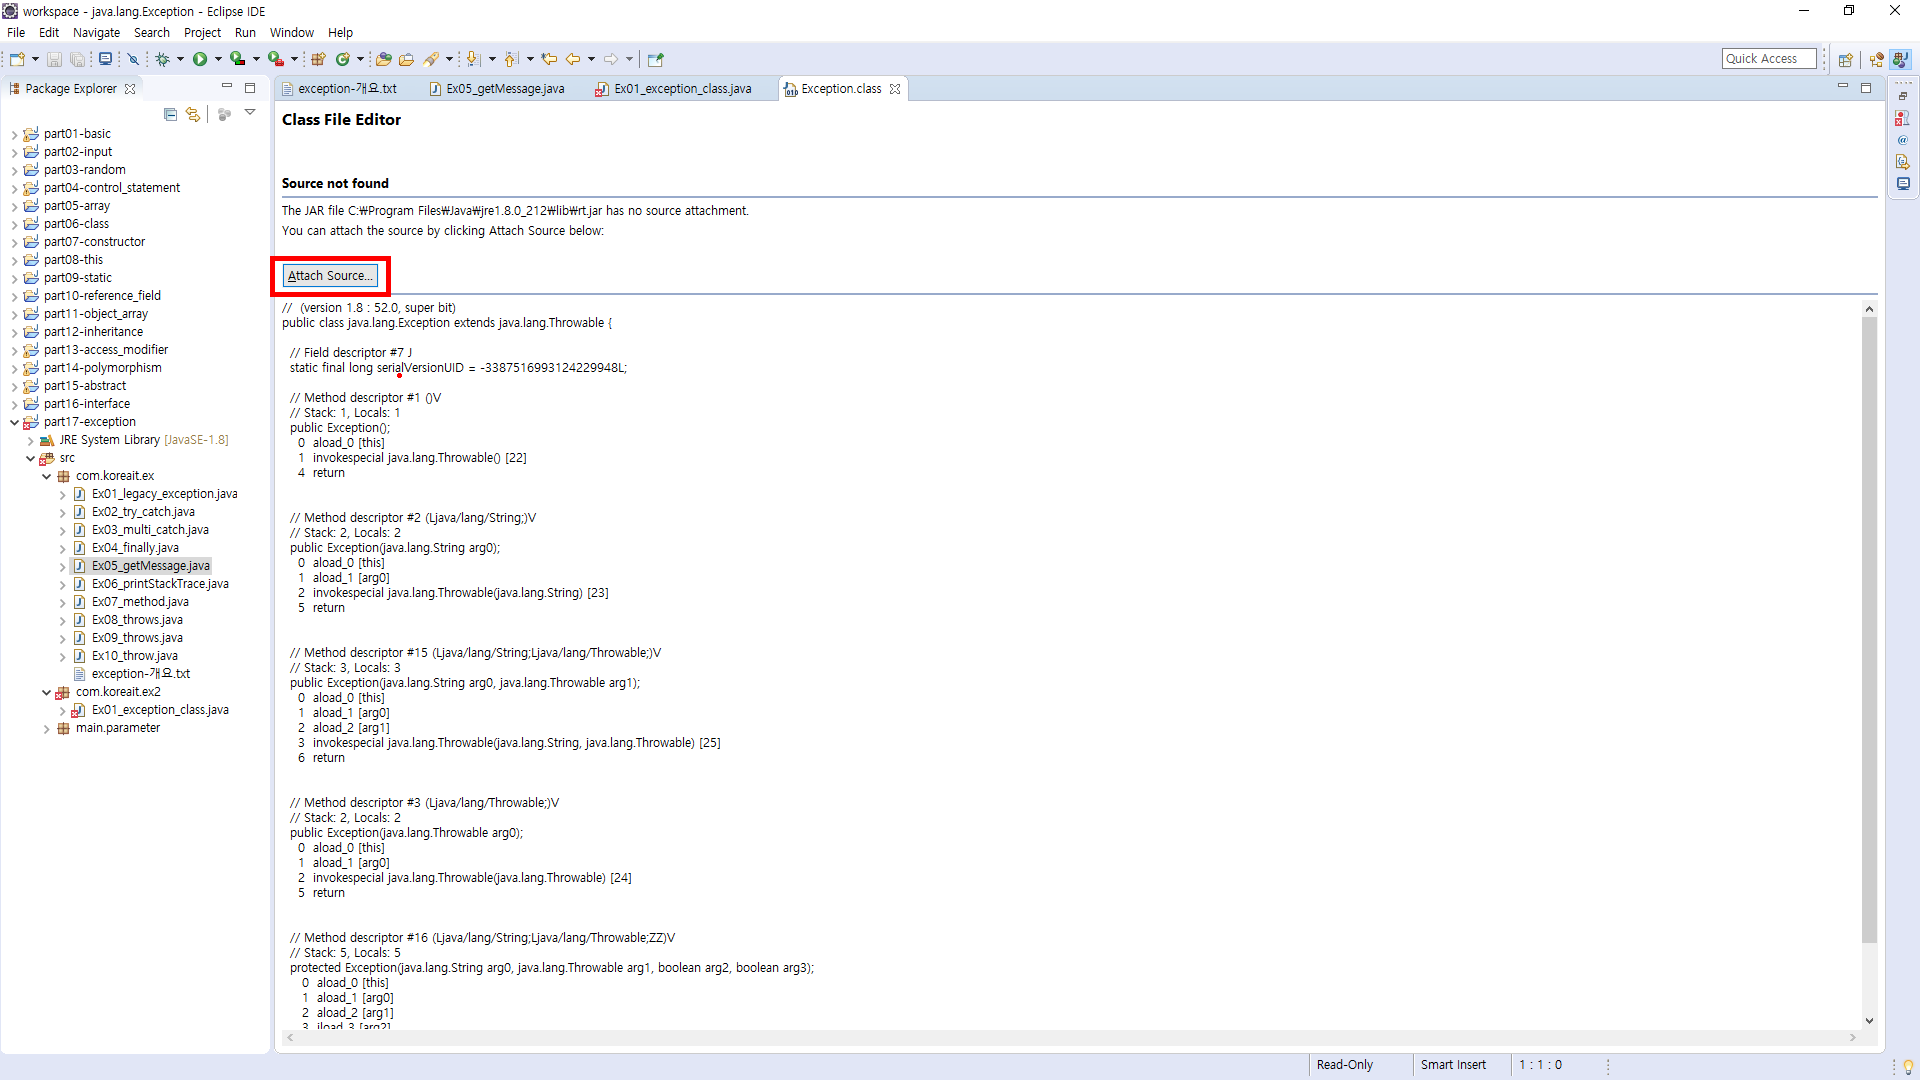 workspace - java.lang.Exception - Eclipse IDE
File Edit Navigate Search Project Run Window Help
Quick Access
Package Explorer
exception-개요.txt
Ex05_getMessage.java
Ex01_exception_class.java
Exception.class
part01-basic
part02-input
part03-random
part04-control_statement
part05-array
part06-class
part07-constructor
part08-this
part09-static
part10-reference_field
part11-object_array
part12-inheritance
part13-access_modifier
part14-polymorphism
part15-abstract
part16-interface
part17-exception
JRE System Library [JavaSE-1.8]
src
com.koreait.ex
Ex01_legacy_exception.java
Ex02_try_catch.java
Ex03_multi_catch.java
Ex04_finally.java
Ex05_getMessage.java
Ex06_printStackTrace.java
Ex07_method.java
Ex08_throws.java
Ex09_throws.java
Ex10_throw.java
exception-개요.txt
com.koreait.ex2
Ex01_exception_class.java
main.parameter
Class File Editor
Source not found
The JAR file C:₩Program Files₩Java₩jre1.8.0_212₩lib₩rt.jar has no source attachment.
You can attach the source by clicking Attach Source below:
Attach Source...
// (version 1.8 : 52.0, super bit)
public class java.lang.Exception extends java.lang.Throwable {
// Field descriptor #7 J
static final long serialVersionUID = -3387516993124229948L;
// Method descriptor #1 ()V
// Stack: 1, Locals: 1
public Exception();
0 aload_0 [this]
1 invokespecial java.lang.Throwable() [22]
4 return
// Method descriptor #2 (Ljava/lang/String;)V
// Stack: 2, Locals: 2
public Exception(java.lang.String arg0);
0 aload_0 [this]
1 aload_1 [arg0]
2 invokespecial java.lang.Throwable(java.lang.String) [23]
5 return
// Method descriptor #15 (Ljava/lang/String;Ljava/lang/Throwable;)V
// Stack: 3, Locals: 3
public Exception(java.lang.String arg0, java.lang.Throwable arg1);
0 aload_0 [this]
1 aload_1 [arg0]
2 aload_2 [arg1]
3 invokespecial java.lang.Throwable(java.lang.String, java.lang.Throwable) [25]
6 return
// Method descriptor #3 (Ljava/lang/Throwable;)V
// Stack: 2, Locals: 2
public Exception(java.lang.Throwable arg0);
0 aload_0 [this]
1 aload_1 [arg0]
2 invokespecial java.lang.Throwable(java.lang.Throwable) [24]
5 return
// Method descriptor #16 (Ljava/lang/String;Ljava/lang/Throwable;ZZ)V
// Stack: 5, Locals: 5
protected Exception(java.lang.String arg0, java.lang.Throwable arg1, boolean arg2, boolean arg3);
0 aload_0 [this]
1 aload_1 [arg0]
2 aload_2 [arg1]
3 iload_3 [arg2]
Read-Only
Smart Insert
1 : 1 : 0